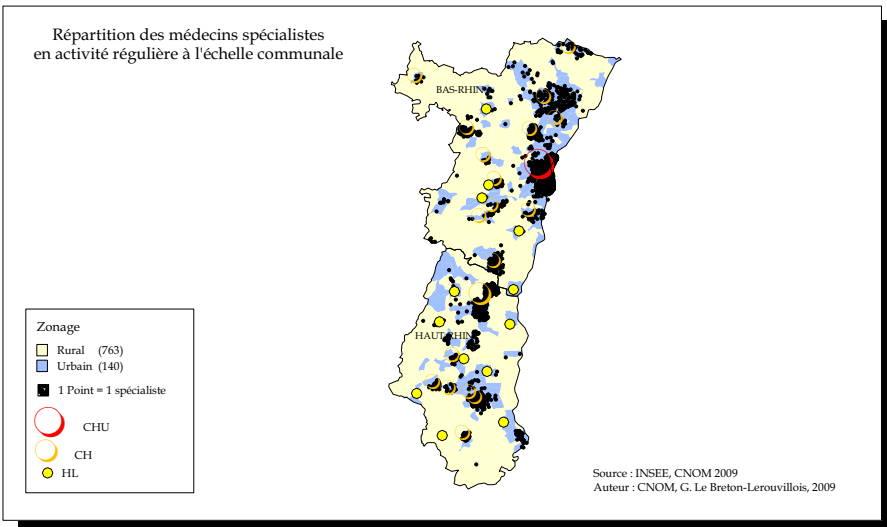 Répartition des médecins spécialistes
en activité régulière à l'échelle communale
BAS-RHIN
HAUT-RHIN
Zonage
Rural (763)
Urbain (140)
1 Point = 1 spécialiste
CHU
CH
HL
Source : INSEE, CNOM 2009
Auteur : CNOM, G. Le Breton-Lerouvillois, 2009